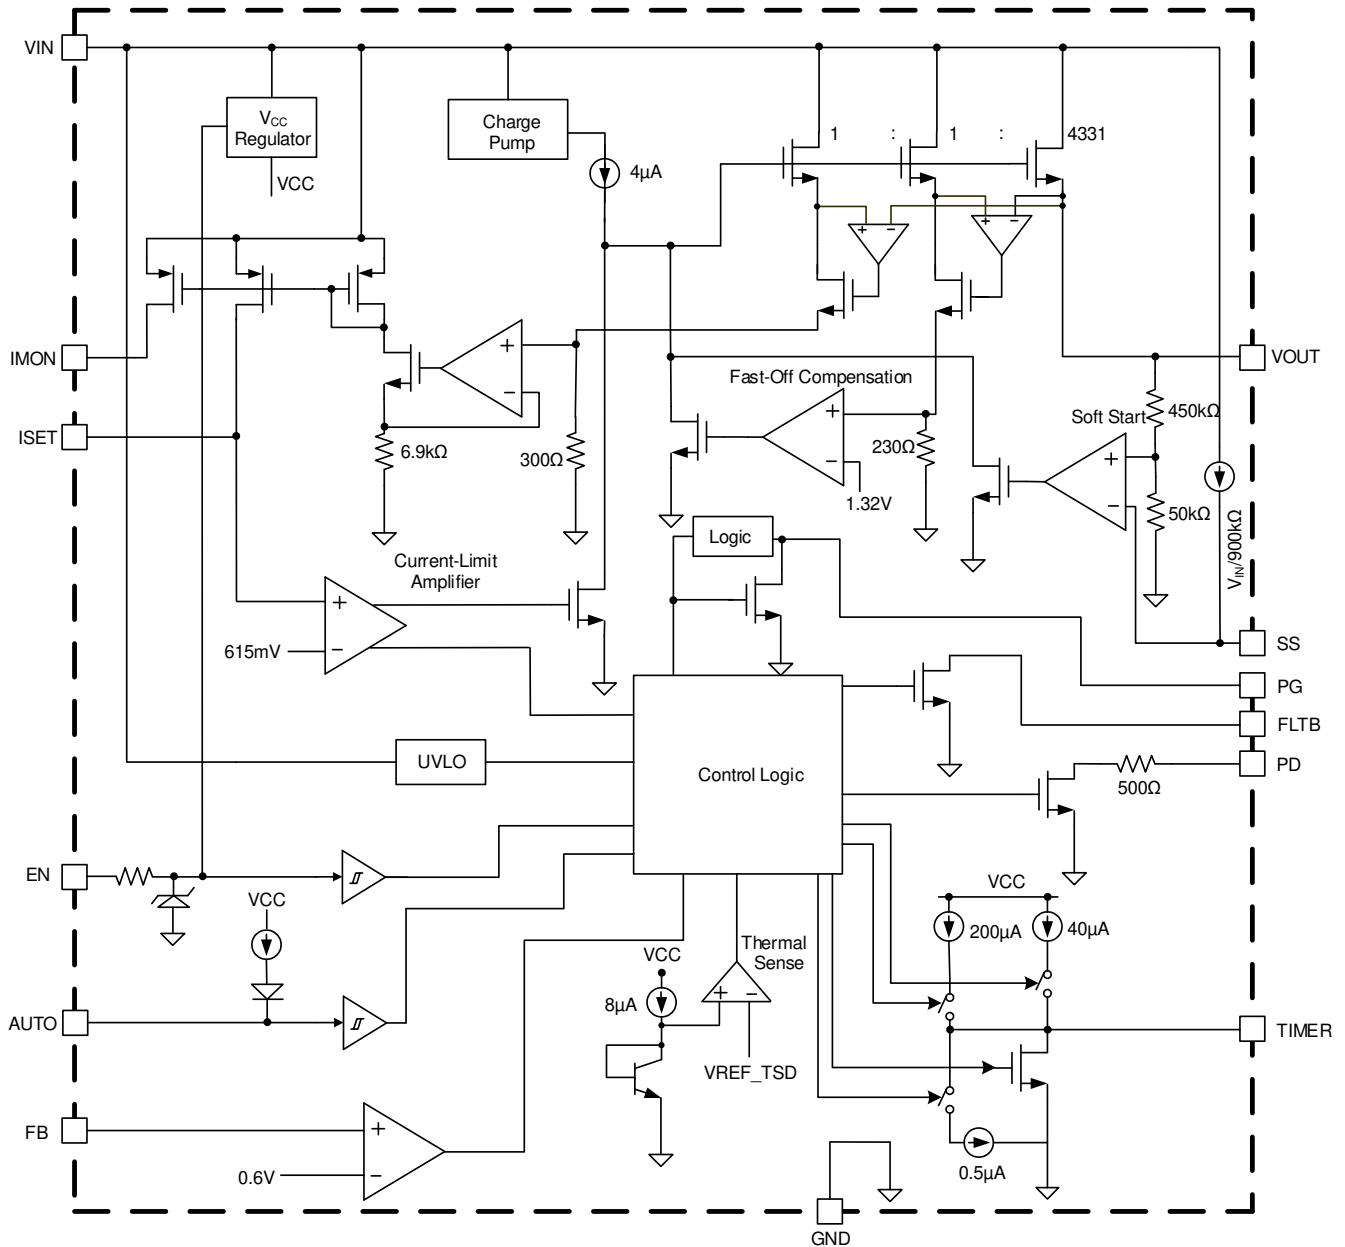 VIN
VCC
Regulator
VCC
Charge
Pump
4µA
1 : 1 : 4331
IMON
VOUT
Fast-Off Compensation
ISET
Soft Start
450kΩ
6.9kΩ
300Ω
230Ω
1.32V
50kΩ
VIN/900kΩ
Logic
Current-Limit
Amplifier
615mV
SS
PG
FLTB
UVLO
Control Logic
PD
500Ω
EN
VCC
VCC
200µA
40µA
Thermal
Sense
VCC
8µA
AUTO
TIMER
VREF_TSD
FB
0.6V
0.5µA
GND